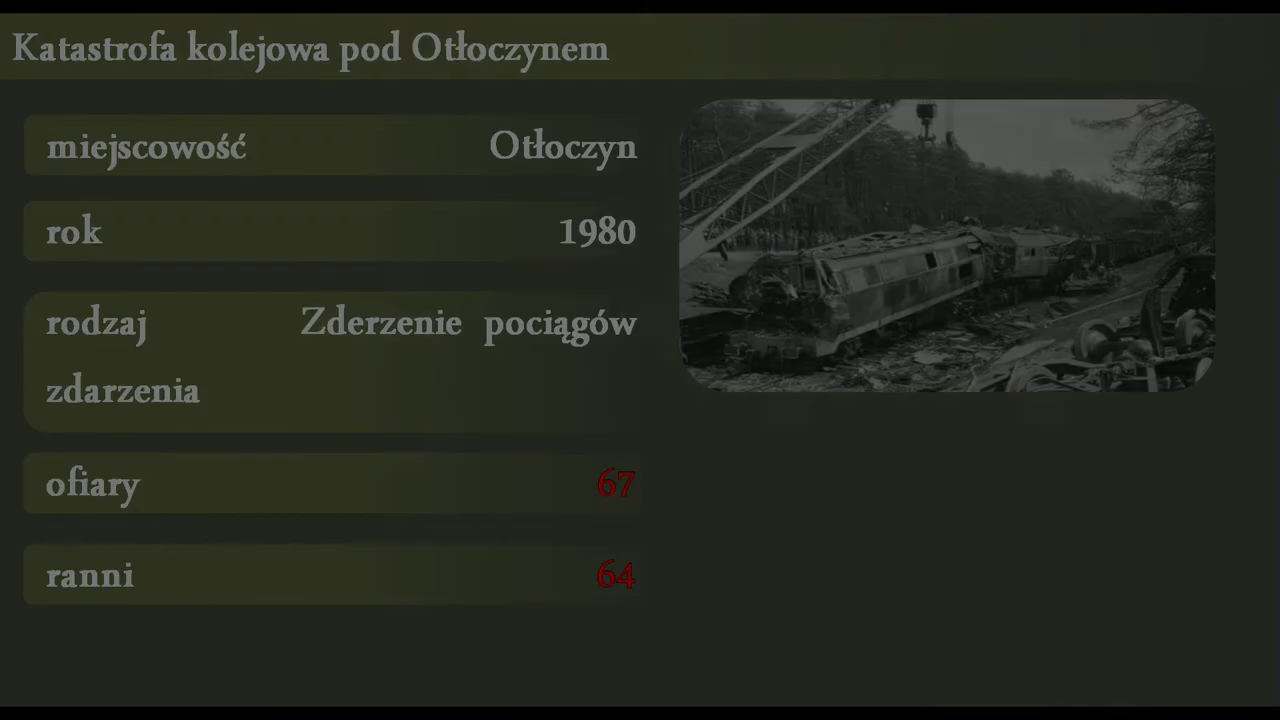 Katastrofa kolejowa pod Otłoczynem
miejscowość Otłoczyn
rok 1980
rodzaj Zderzenie pociągów
zdarzenia
ofiary 67
ranni 64